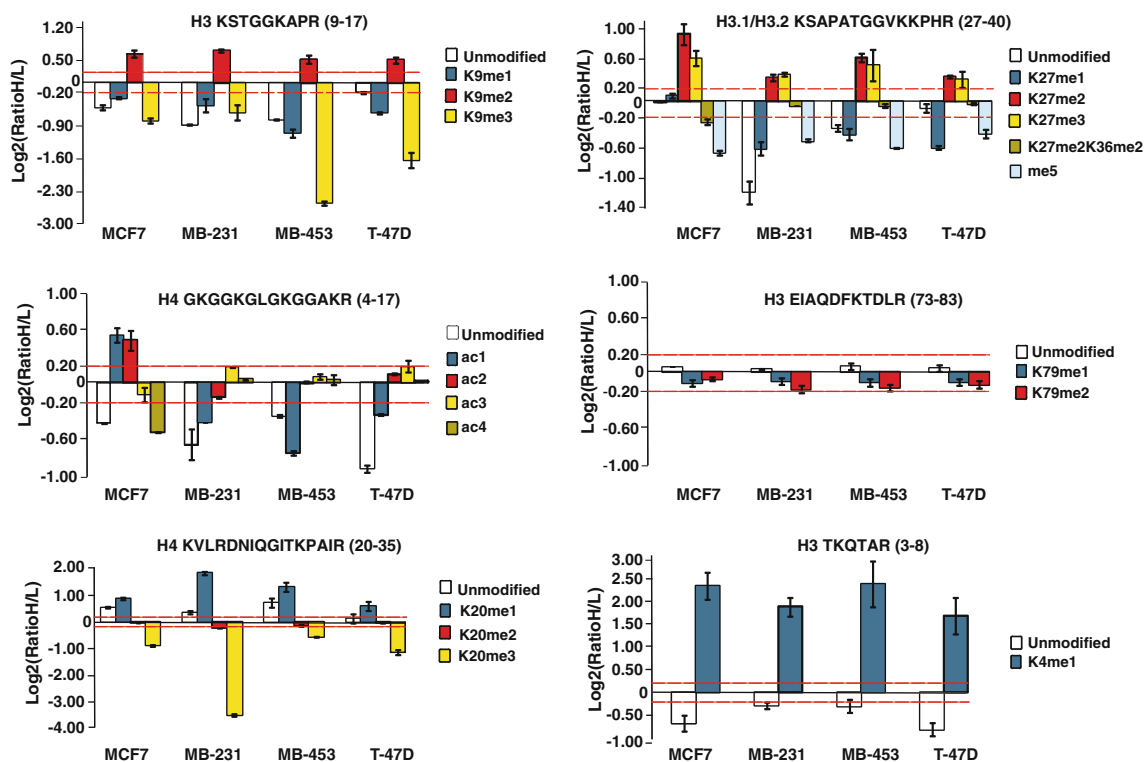 H3 KSTGGKAPR (9-17)
Log2(RatioH/L)
1.20
0.50
0.20
0
-0.20
-0.90
-1.60
-2.30
-3.00
MCF7 MB-231 MB-453 T-47D
Unmodified
K9me1
K9me2
K9me3
H3.1/H3.2 KSAPATGGVKKPHR (27-40)
Log2(RatioH/L)
1.00
0.60
0.20
0
-0.20
-0.60
-1.00
-1.40
MCF7 MB-231 MB-453 T-47D
Unmodified
K27me1
K27me2
K27me3
K27me2K36me2
me5
H4 GKGGKGLGKGGAKR (4-17)
Log2(RatioH/L)
1.00
0.60
0.20
0
-0.20
-0.60
-1.00
MCF7 MB-231 MB-453 T-47D
Unmodified
ac1
ac2
ac3
ac4
H3 EIAQDFKTDLR (73-83)
Log2(RatioH/L)
1.00
0.60
0.20
0
-0.20
-0.60
-1.00
MCF7 MB-231 MB-453 T-47D
Unmodified
K79me1
K79me2
H4 KVLRDNIQGITKPAIR (20-35)
Log2(RatioH/L)
2.00
1.00
0
-1.00
-2.00
-3.00
-4.00
MCF7 MB-231 MB-453 T-47D
Unmodified
K20me1
K20me2
K20me3
H3 TKQTAR (3-8)
Log2(RatioH/L)
3.00
2.50
2.00
1.50
0.50
0
-0.50
-1.00
MCF7 MB-231 MB-453 T-47D
Unmodified
K4me1